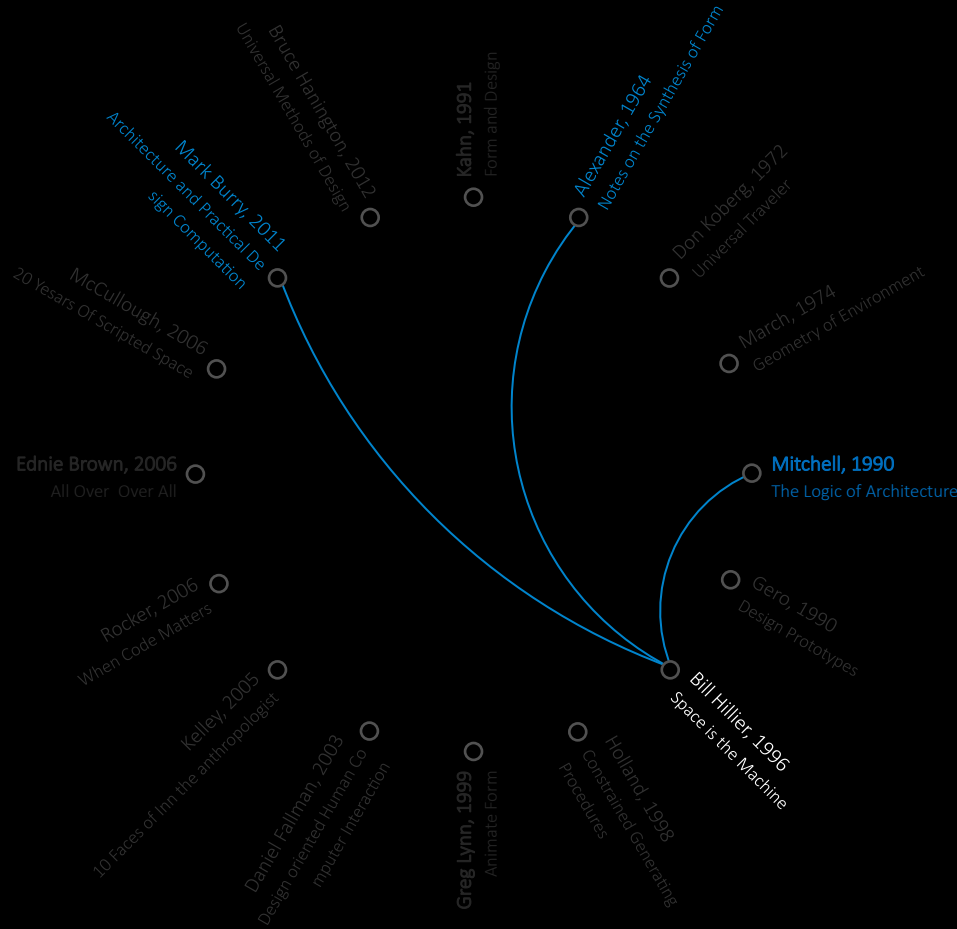 Kahn, 1991
Form and Design
Alexander, 1964
Notes on the Synthesis of Form
Don Koberg, 1972
Universal Traveler
March, 1974
Geometry of Environment
Mitchell, 1990
The Logic of Architecture
Gero, 1990
Design Prototypes
Bill Hillier, 1996
Space is the Machine
Holland, 1998
Constrained Generating
Procedures
Greg Lynn, 1999
Animate Form
Daniel Fallman, 2003
Design oriented Human Co
mputer Interaction
Kelley, 2005
10 Faces of Inn the anthropologist
Rocker, 2006
When Code Matters
Ednie Brown, 2006
All Over Over All
McCullough, 2006
20 Yesars Of Scripted Space
Mark Burry, 2011
Architecture and Practical De
sign Computation
Bruce Hanington, 2012
Universal Methods of Design